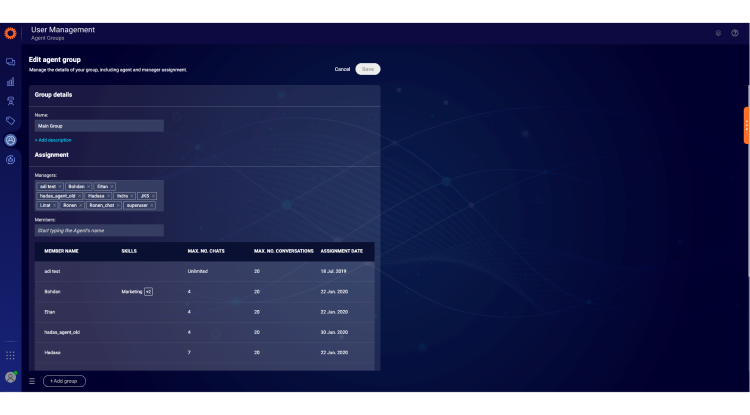 User Management
Agent Groups
Edit agent group
Manage the details of your group, including agent and manager assignment.
Cancel Save
Group details
Name:
Main Group
+ Add description
Assignment
Managers:
adi test × Bohdan × Eitan ×
hadas_agent_old × Hadasa × Indra × JKS ×
Linat × Ronen × Ronen_chat × superuser ×
Members:
Start typing the Agent's name
MEMBER NAME SKILLS MAX. NO. CHATS MAX. NO. CONVERSATIONS ASSIGNMENT DATE
adi test Unlimited 20 18 Jul. 2019
Bohdan Marketing +2 4 20 22 Jan. 2020
Eitan 4 20 22 Jan. 2020
hadas_agent_old 4 20 30 Jan. 2020
Hadasa 7 20 22 Jan. 2020
+Add group